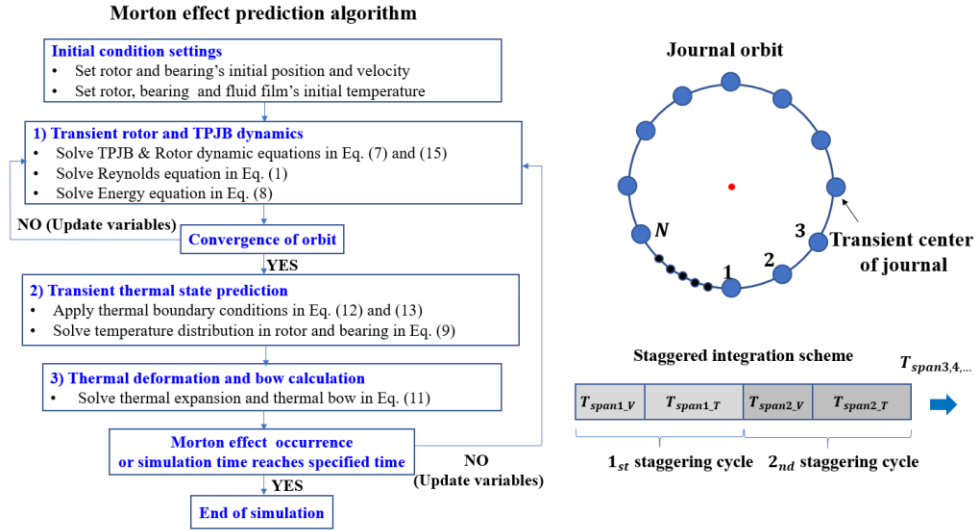 Morton effect prediction algorithm
Initial condition settings
• Set rotor and bearing's initial position and velocity
• Set rotor, bearing and fluid film's initial temperature
1) Transient rotor and TPJB dynamics
• Solve TPJB & Rotor dynamic equations in Eq. (7) and (15)
• Solve Reynolds equation in Eq. (1)
• Solve Energy equation in Eq. (8)
NO (Update variables)
Convergence of orbit
YES
2) Transient thermal state prediction
• Apply thermal boundary conditions in Eq. (12) and (13)
• Solve temperature distribution in rotor and bearing in Eq. (9)
3) Thermal deformation and bow calculation
• Solve thermal expansion and thermal bow in Eq. (11)
Morton effect occurrence
or simulation time reaches specified time
NO
(Update variables)
YES
End of simulation
Journal orbit
N
1
2
3
Transient center
of journal
Staggered integration scheme
T_span3,4,...
T_span1_V T_span1_T T_span2_V T_span2_T
1_st staggering cycle 2_nd staggering cycle